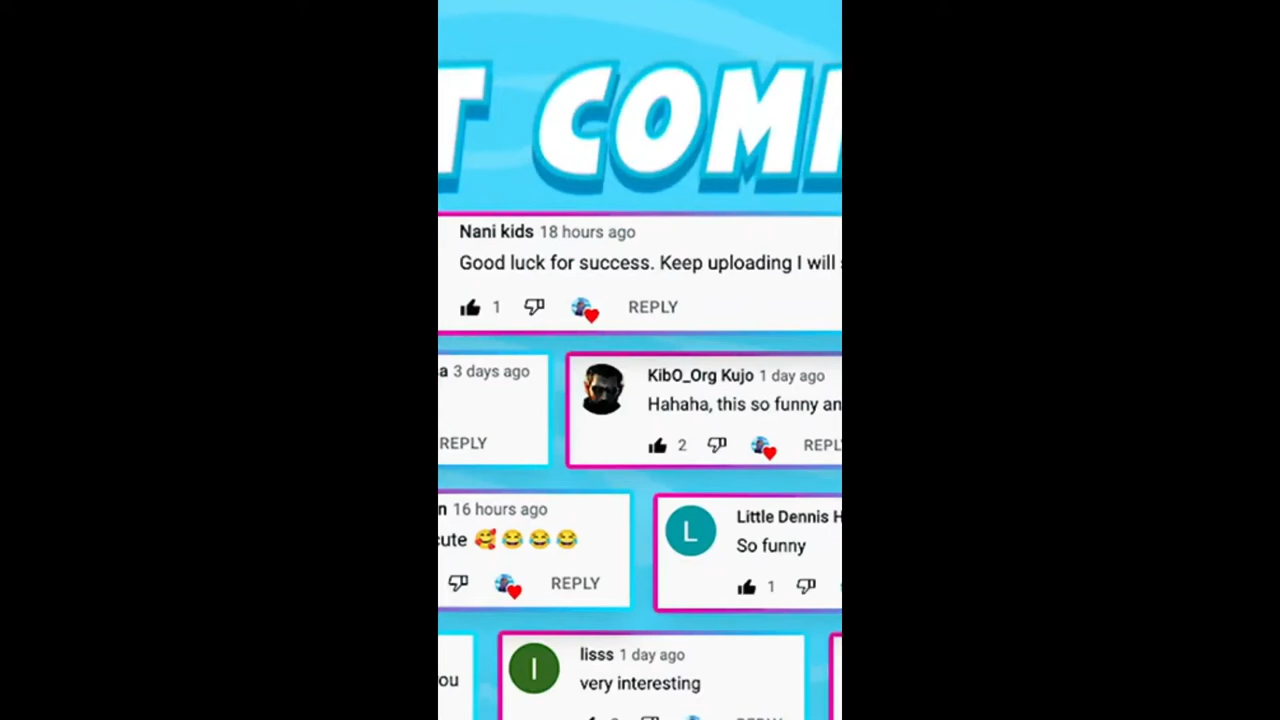 T COM
Nani kids 18 hours ago
Good luck for success. Keep uploading I will
1 REPLY
a 3 days ago
REPLY
KibO_Org Kujo 1 day ago
Hahaha, this so funny an
2 REPL
n 16 hours ago
cute 🥰 😂 😂 😂
REPLY
L
Little Dennis H
So funny
1
ou
I
lisss 1 day ago
very interesting